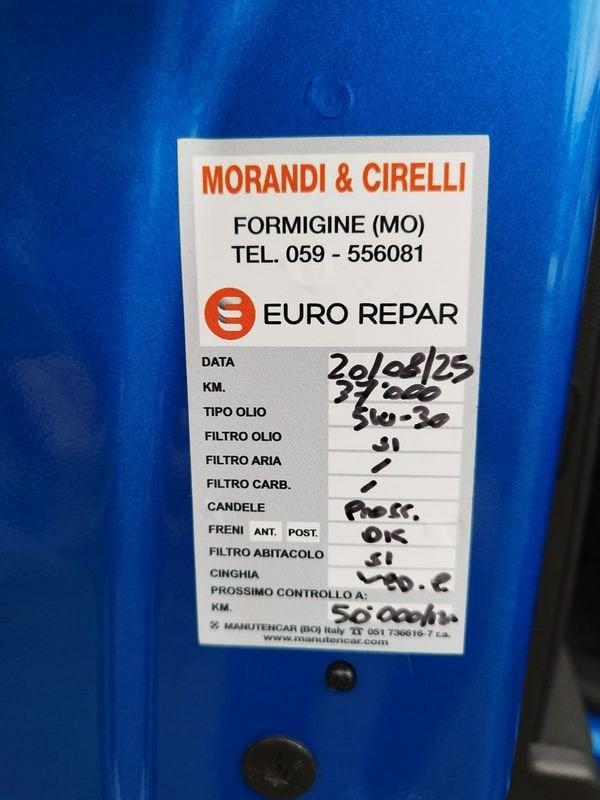 MORANDI & CIRELLI
FORMIGINE (MO)
TEL. 059 - 556081
EURO REPAR
DATA 20/08/25
KM. 37'000
TIPO OLIO 5W-30
FILTRO OLIO SI
FILTRO ARIA /
FILTRO CARB. /
CANDELE PROSS.
FRENI ANT. POST. OK
FILTRO ABITACOLO SI
CINGHIA
PROSSIMO CONTROLLO A:
KM. 50'000
MANUTENCAR (BO) Italy ☎ 051 736616-7 r.a.
www.manutencar.com